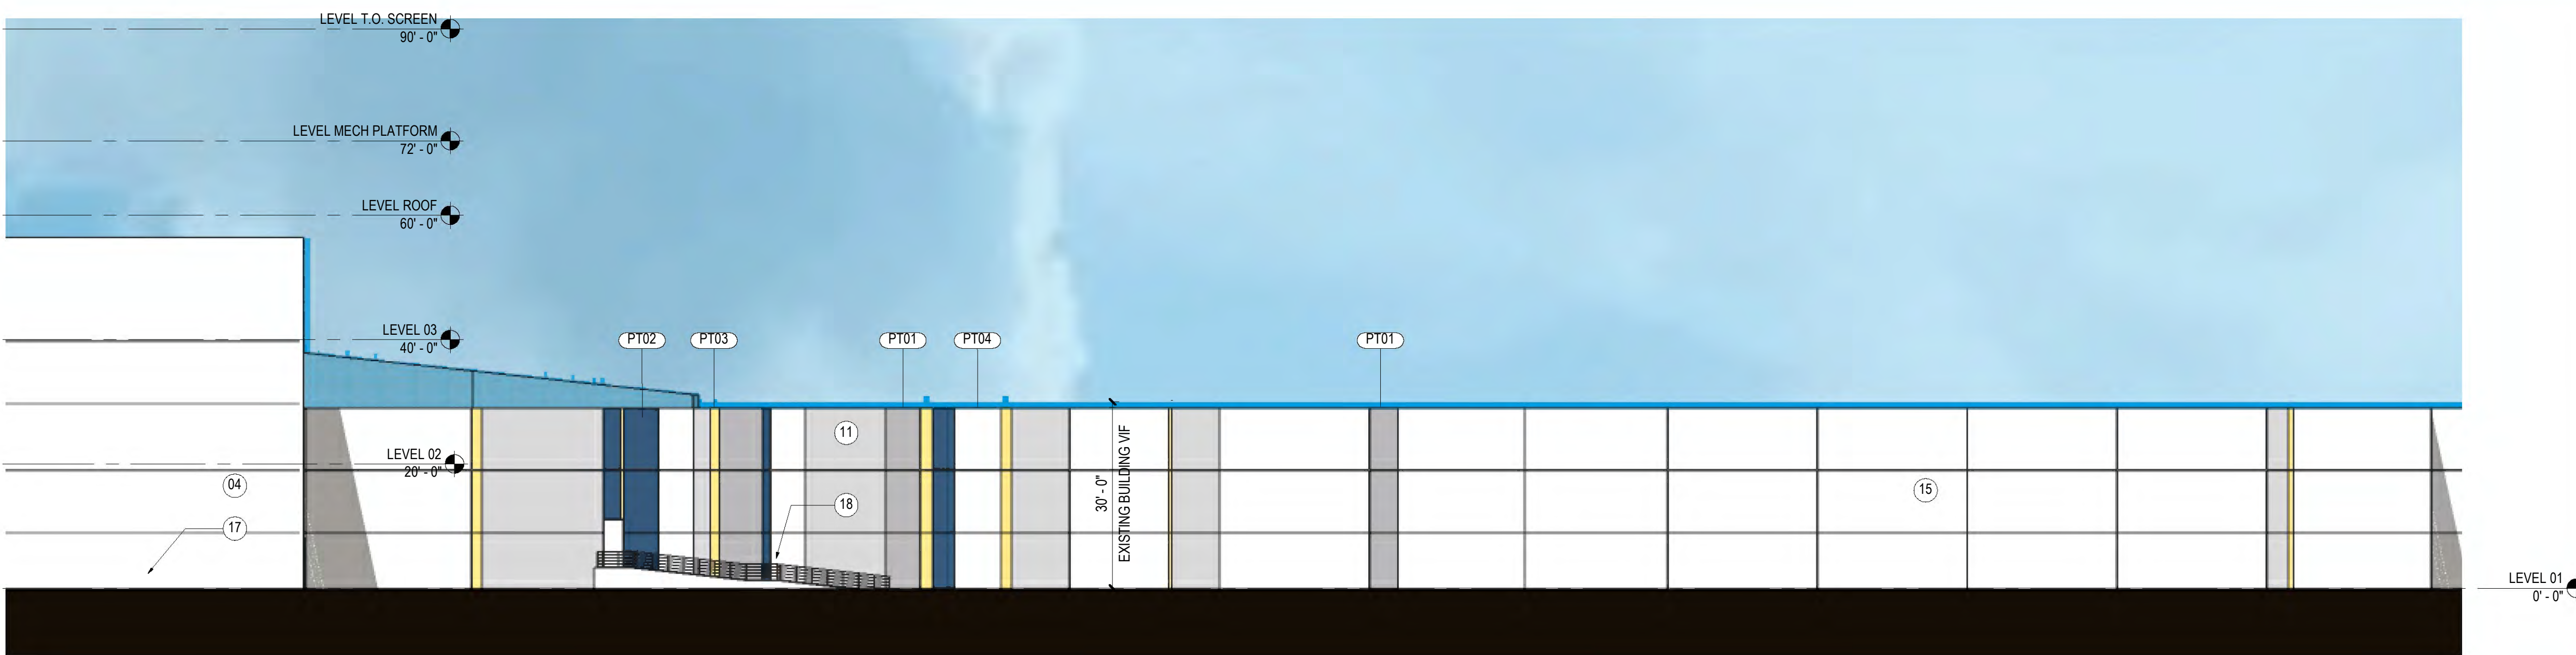 LEVEL T.O. SCREEN
90' - 0"
LEVEL MECH PLATFORM
72' - 0"
LEVEL ROOF
60' - 0"
LEVEL 03
40' - 0"
PT02
PT03
PT01
PT04
PT01
LEVEL 02
20' - 0"
11
04
18
17
30' - 0"
EXISTING BUILDING VIF
15
LEVEL 01
0' - 0"